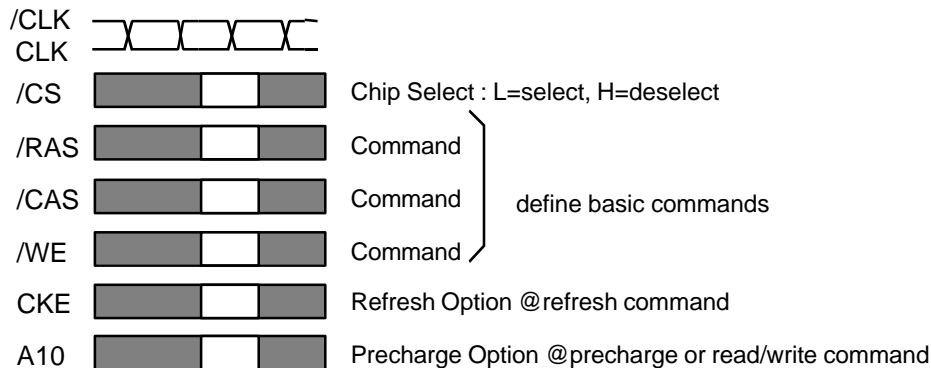 /CLK
CLK
/CS Chip Select : L=select, H=deselect
/RAS Command
/CAS Command define basic commands
/WE Command
CKE Refresh Option @refresh command
A10 Precharge Option @precharge or read/write command